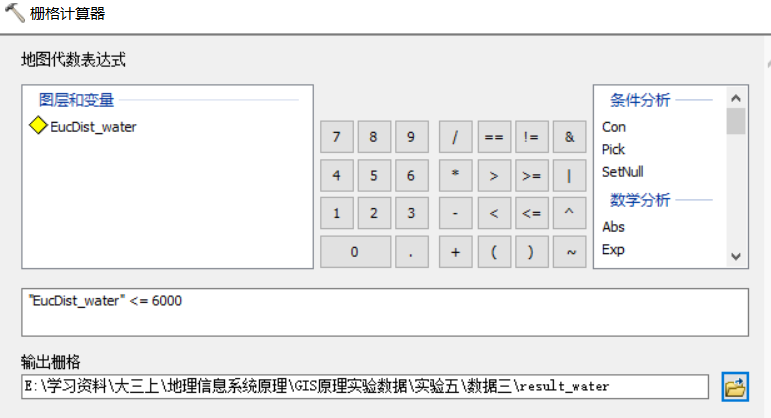 栅格计算器
地图代数表达式
图层和变量
EucDist_water
7 8 9 / == != &
4 5 6 * > >= |
1 2 3 - < <= ^
0 . + ( ) ~
条件分析
Con
Pick
SetNull
数学分析
Abs
Exp
"EucDist_water" <= 6000
输出栅格
E:\学习资料\大三上\地理信息系统原理\GIS原理实验数据\实验五\数据三\result_water